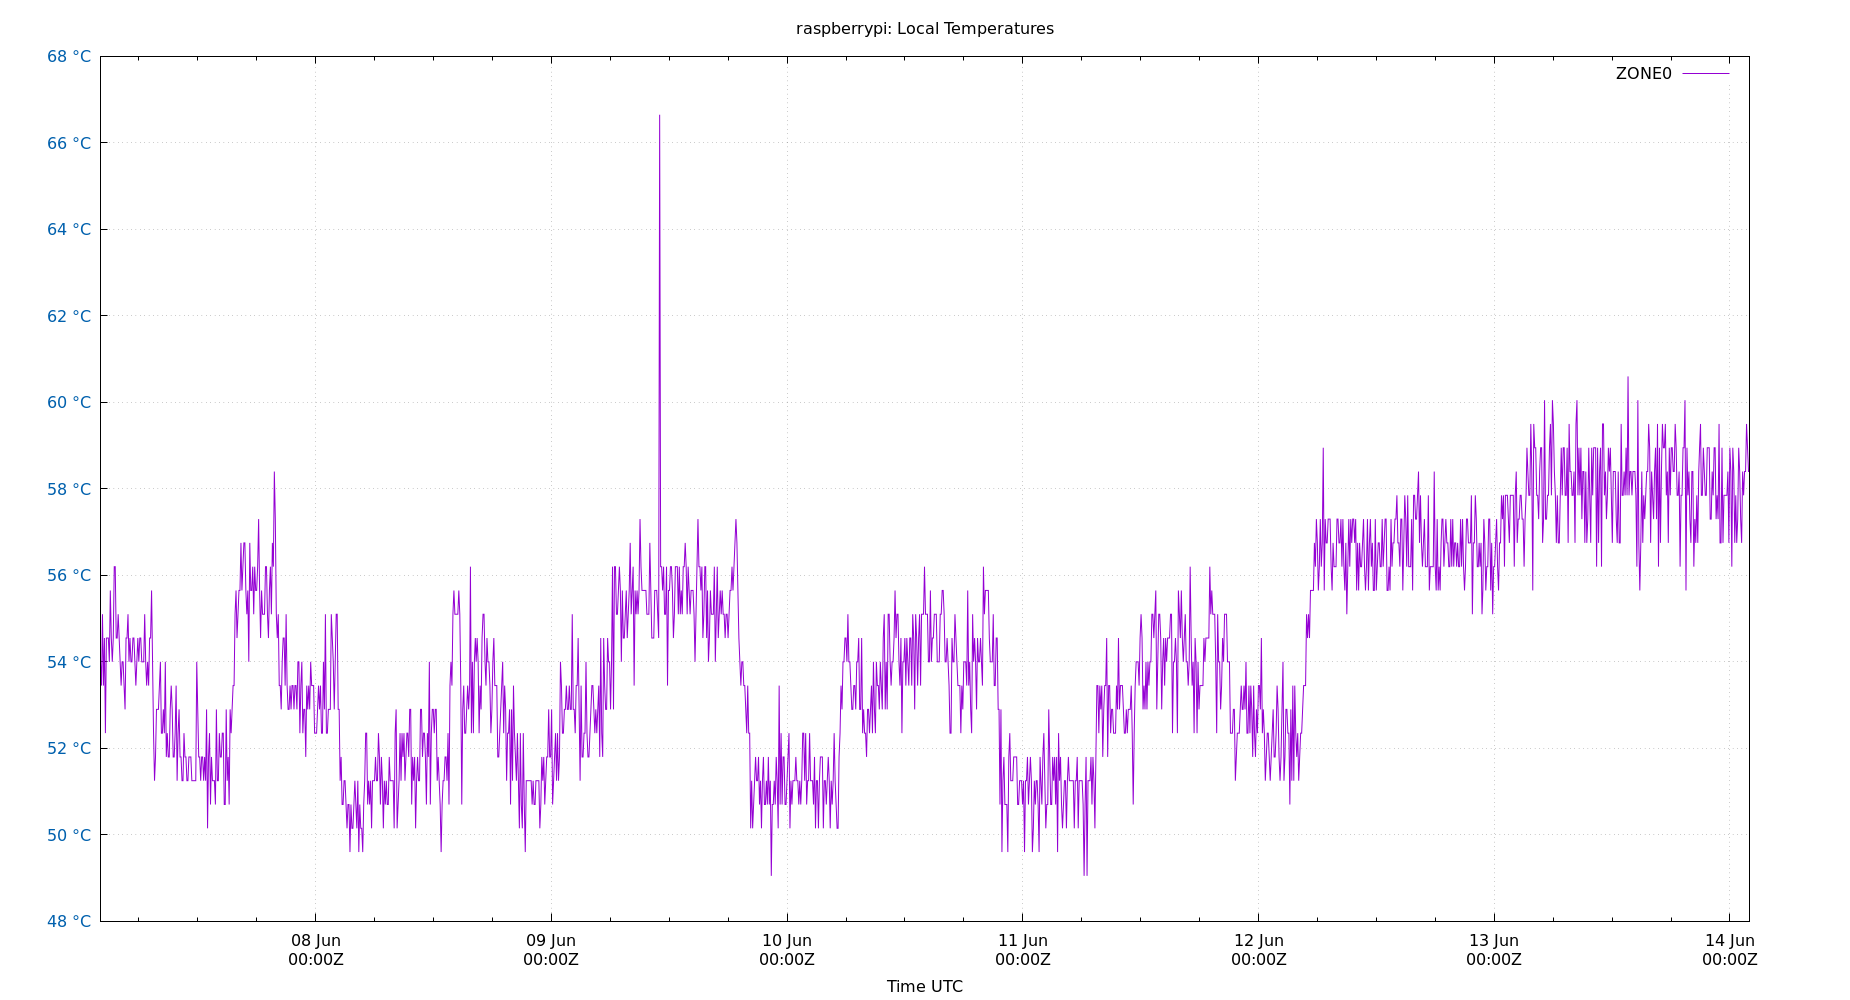 raspberrypi: Local Temperatures
68 °C
ZONE0
66 °C
64 °C
62 °C
60 °C
58 °C
56 °C
54 °C
52 °C
50 °C
48 °C
08 Jun 09 Jun 10 Jun 11 Jun 12 Jun 13 Jun 14 Jun
00:00Z 00:00Z 00:00Z 00:00Z 00:00Z 00:00Z 00:00Z
Time UTC